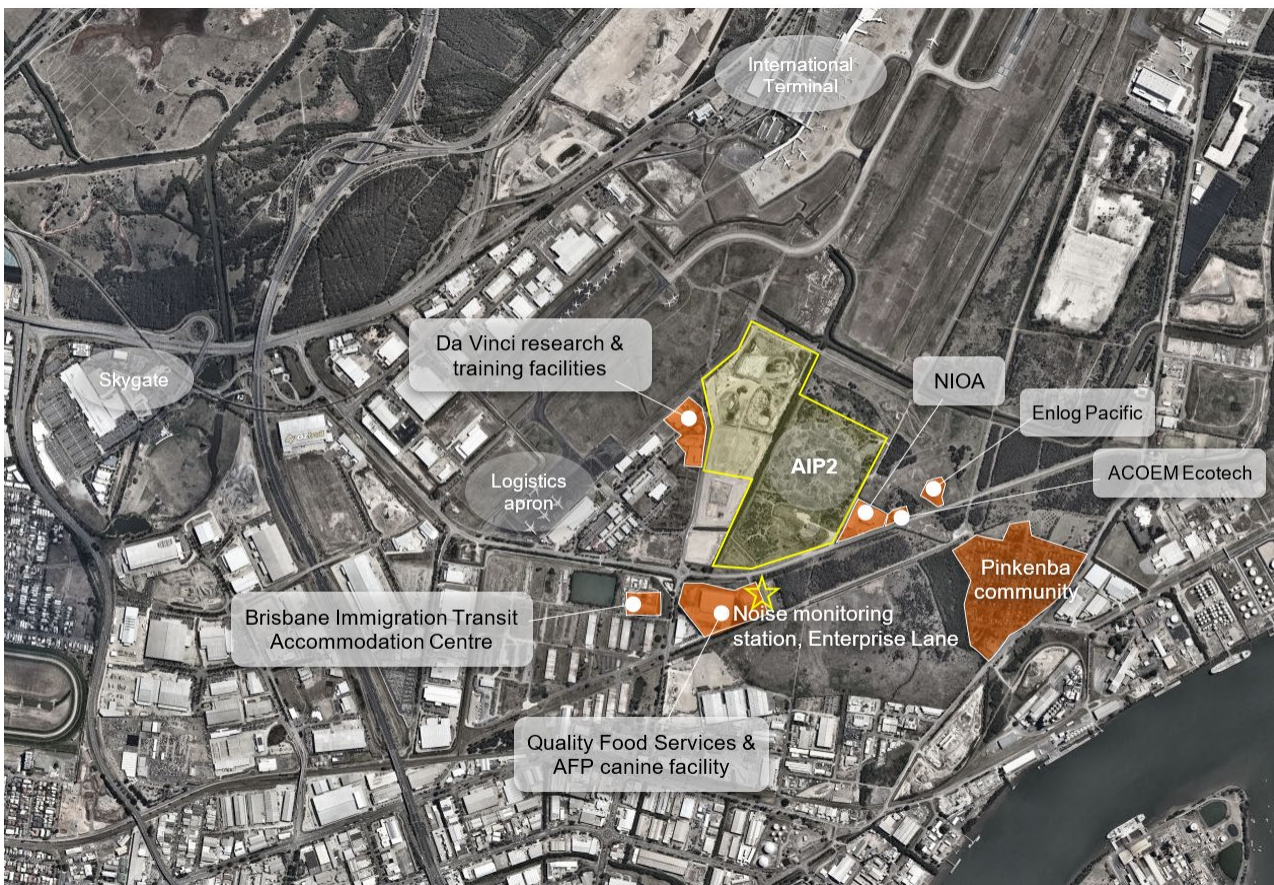 International
Terminal
Da Vinci research &
training facilities
Skygate
NIOA
Enlog Pacific
AIP2
ACOEM Ecotech
Logistics
apron
Pinkenba
community
Brisbane Immigration Transit
Accommodation Centre
Noise monitoring
station, Enterprise Lane
Quality Food Services &
AFP canine facility